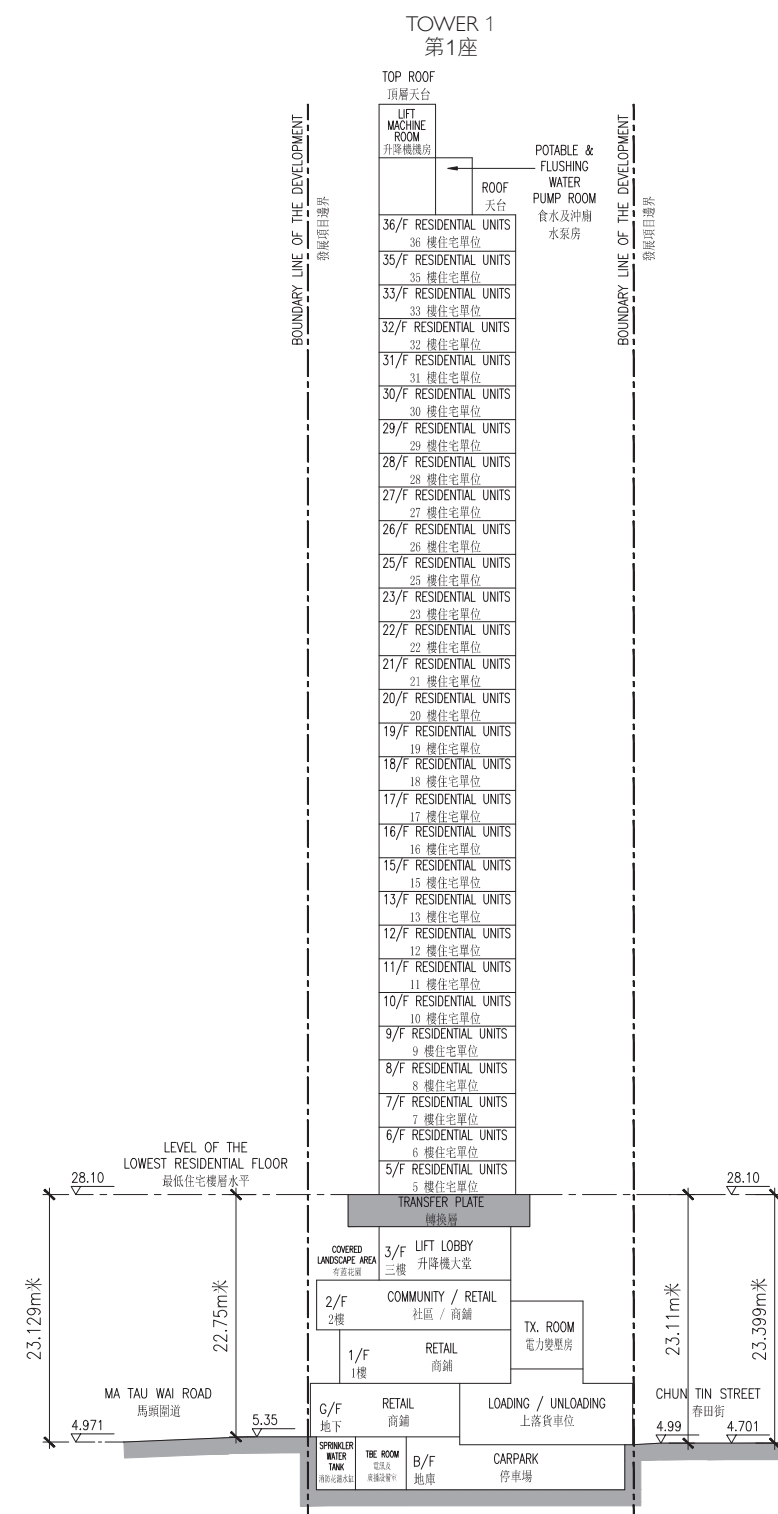 TOWER 1
第1座
TOP ROOF
頂層天台
LIFT
MACHINE
ROOM
升降機機房
BOUNDARY LINE OF THE DEVELOPMENT
發展項目邊界
BOUNDARY LINE OF THE DEVELOPMENT
發展項目邊界
POTABLE &
FLUSHING
WATER
PUMP ROOM
食水及沖廁
水泵房
ROOF
天台
36/F RESIDENTIAL UNITS
36 樓住宅單位
35/F RESIDENTIAL UNITS
35 樓住宅單位
33/F RESIDENTIAL UNITS
33 樓住宅單位
32/F RESIDENTIAL UNITS
32 樓住宅單位
31/F RESIDENTIAL UNITS
31 樓住宅單位
30/F RESIDENTIAL UNITS
30 樓住宅單位
29/F RESIDENTIAL UNITS
29 樓住宅單位
28/F RESIDENTIAL UNITS
28 樓住宅單位
27/F RESIDENTIAL UNITS
27 樓住宅單位
26/F RESIDENTIAL UNITS
26 樓住宅單位
25/F RESIDENTIAL UNITS
25 樓住宅單位
23/F RESIDENTIAL UNITS
23 樓住宅單位
22/F RESIDENTIAL UNITS
22 樓住宅單位
21/F RESIDENTIAL UNITS
21 樓住宅單位
20/F RESIDENTIAL UNITS
20 樓住宅單位
19/F RESIDENTIAL UNITS
19 樓住宅單位
18/F RESIDENTIAL UNITS
18 樓住宅單位
17/F RESIDENTIAL UNITS
17 樓住宅單位
16/F RESIDENTIAL UNITS
16 樓住宅單位
15/F RESIDENTIAL UNITS
15 樓住宅單位
13/F RESIDENTIAL UNITS
13 樓住宅單位
12/F RESIDENTIAL UNITS
12 樓住宅單位
11/F RESIDENTIAL UNITS
11 樓住宅單位
10/F RESIDENTIAL UNITS
10 樓住宅單位
9/F RESIDENTIAL UNITS
9 樓住宅單位
8/F RESIDENTIAL UNITS
8 樓住宅單位
7/F RESIDENTIAL UNITS
7 樓住宅單位
6/F RESIDENTIAL UNITS
6 樓住宅單位
5/F RESIDENTIAL UNITS
5 樓住宅單位
LEVEL OF THE
LOWEST RESIDENTIAL FLOOR
最低住宅樓層水平
28.10
28.10
TRANSFER PLATE
轉換層
COVERED
LANDSCAPE AREA
有蓋花園
3/F LIFT LOBBY
三樓 升降機大堂
2/F COMMUNITY / RETAIL
2樓 社區 / 商鋪
TX. ROOM
電力變壓房
1/F RETAIL
1樓 商鋪
23.129m米
22.75m米
23.11m米
23.399m米
MA TAU WAI ROAD
馬頭圍道
4.971
5.35
G/F RETAIL
地下 商鋪
LOADING / UNLOADING
上落貨車位
CHUN TIN STREET
春田街
4.99
4.701
SPRINKLER
WATER
TANK
消防花灑水缸
TBE ROOM
電訊及
廣播設備室
B/F CARPARK
地庫 停車場